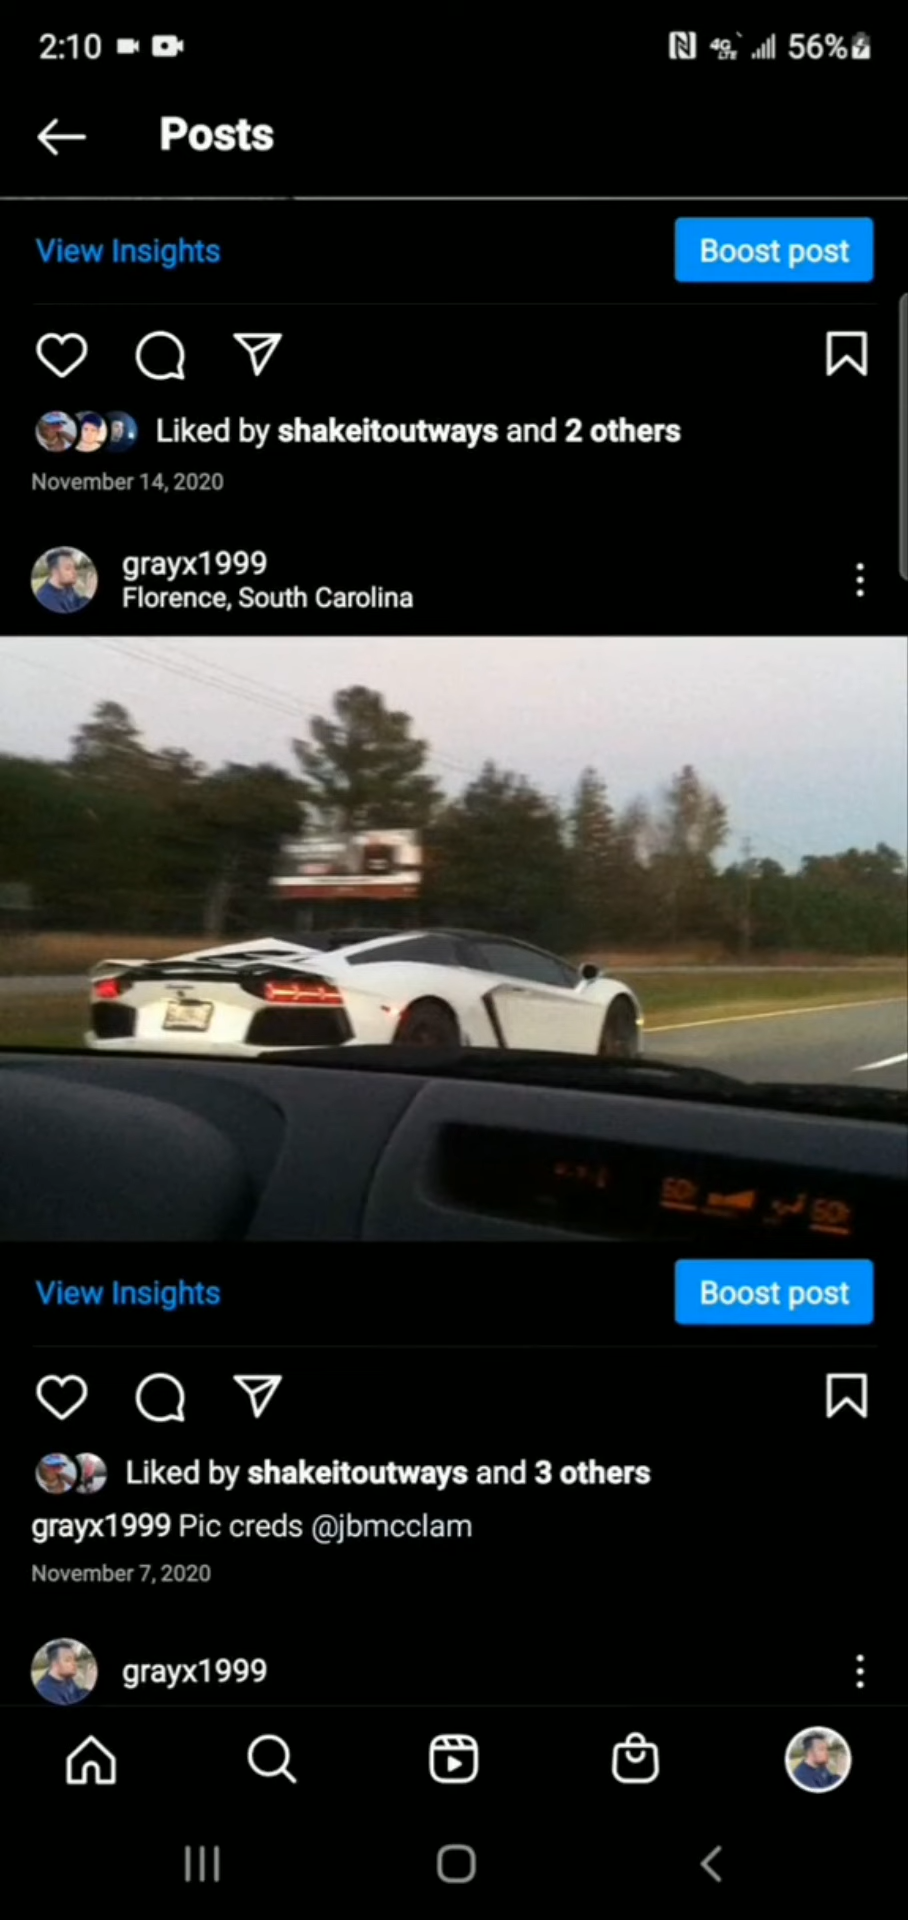 2:10 4G LTE 56%
Posts
View Insights Boost post
Liked by shakeitoutways and 2 others
November 14, 2020
grayx1999
Florence, South Carolina
View Insights Boost post
Liked by shakeitoutways and 3 others
grayx1999 Pic creds @jbmcclam
November 7, 2020
grayx1999